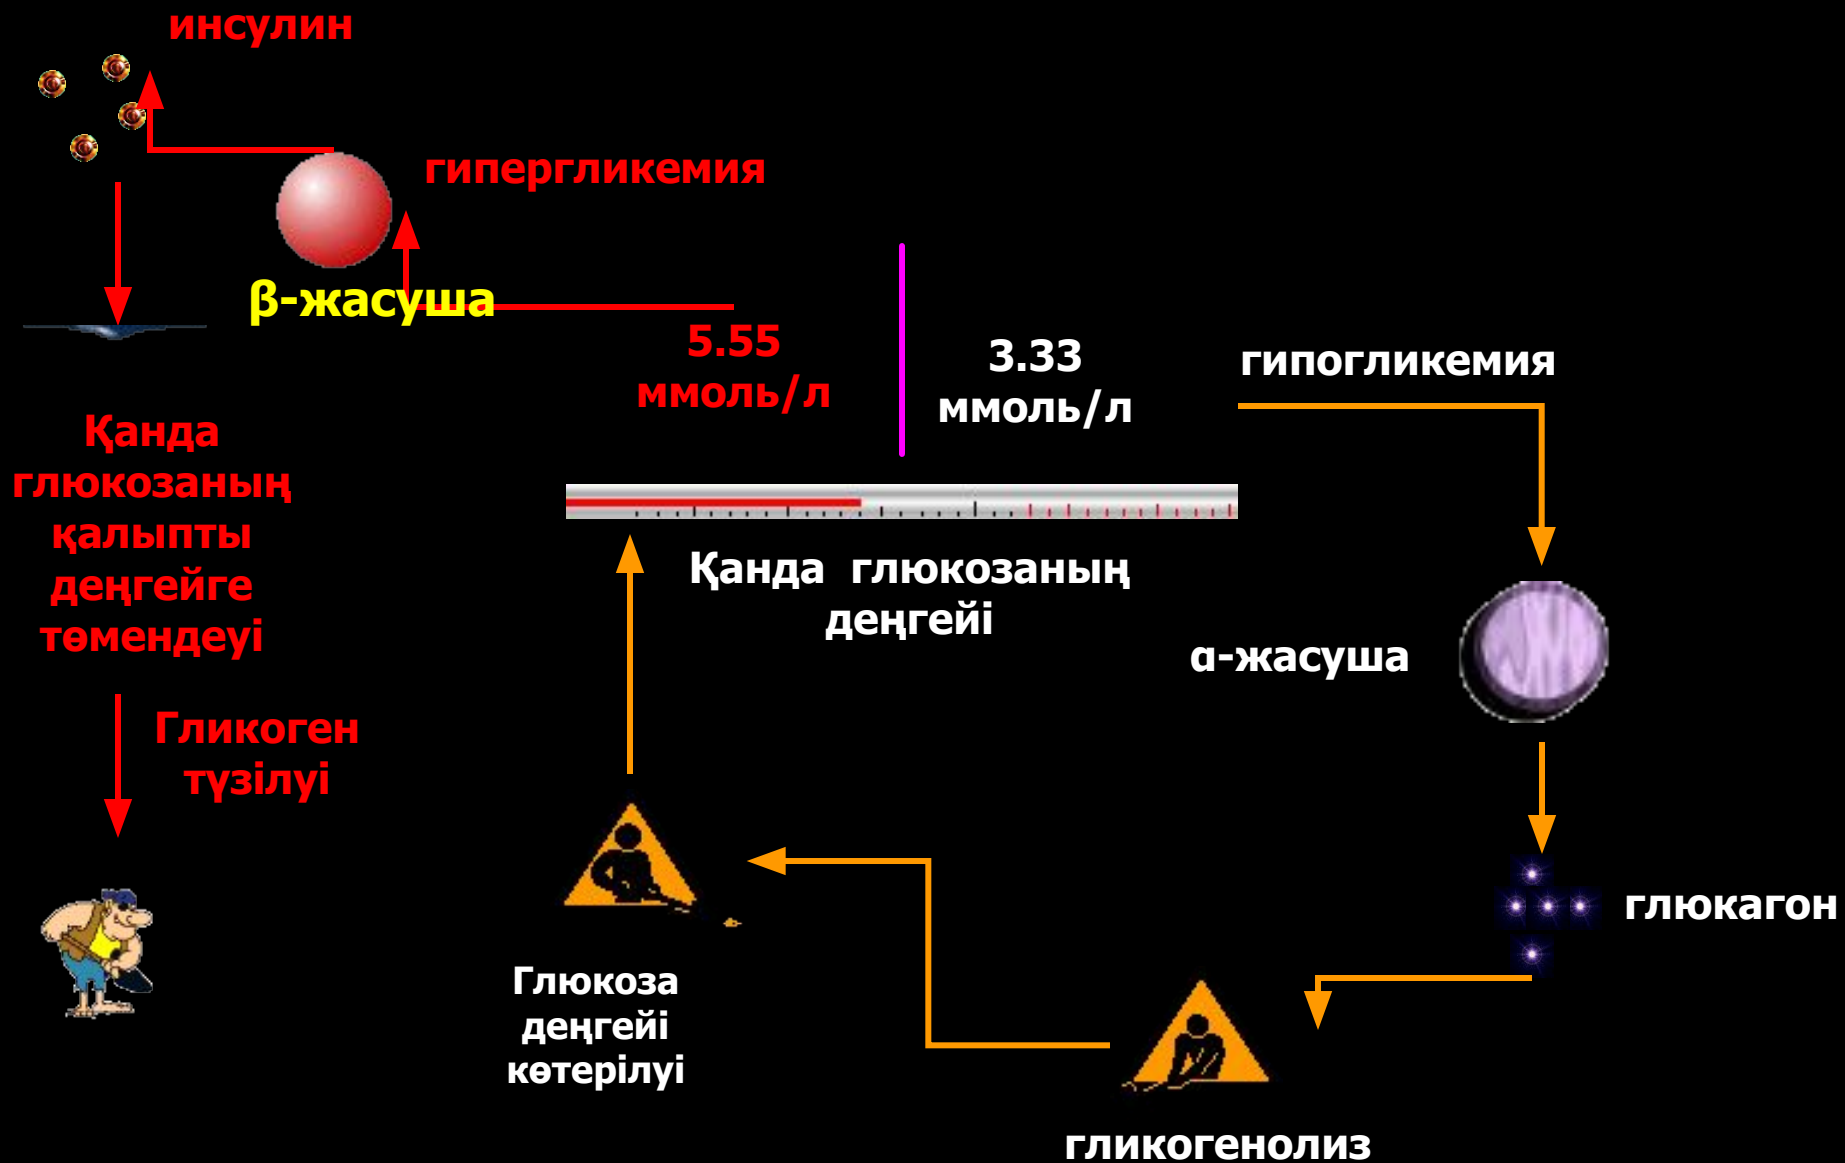 инсулин
гипергликемия
β-жасуша
5.55
ммоль/л
3.33
ммоль/л
гипогликемия
Қанда
глюкозаның
қалыпты
деңгейге
төмендеуі
Қанда глюкозаның
деңгейі
α-жасуша
Гликоген
түзілуі
глюкагон
Глюкоза
деңгейі
көтерілуі
гликогенолиз